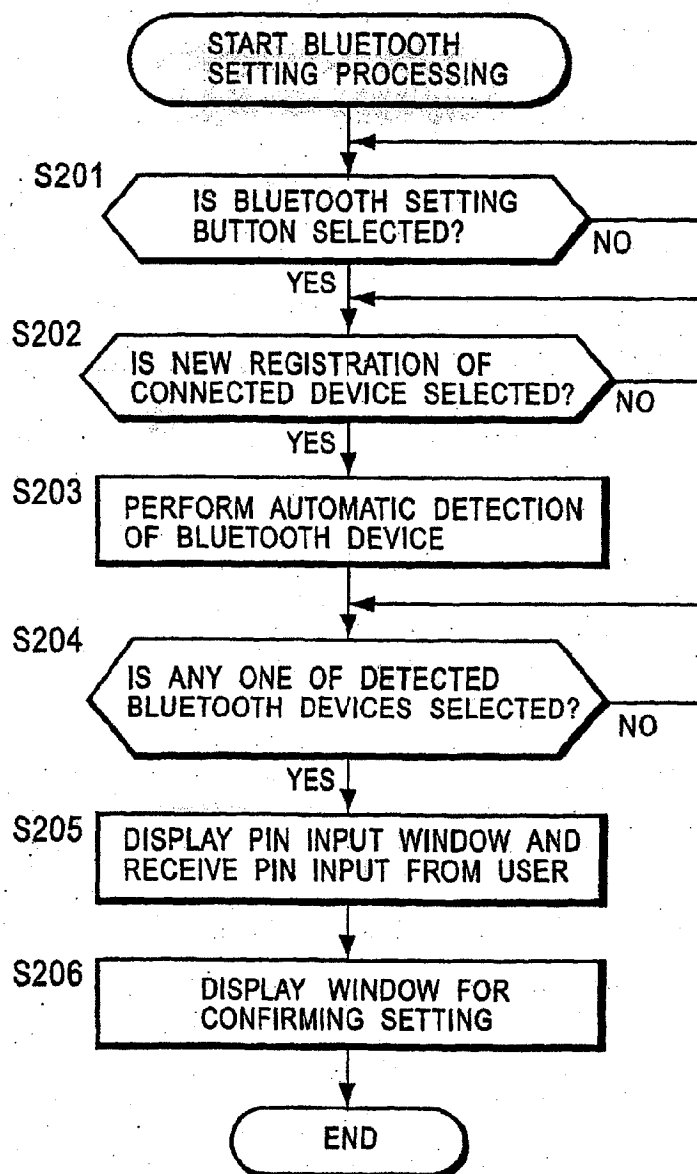 START BLUETOOTH
SETTING PROCESSING
S201
IS BLUETOOTH SETTING
BUTTON SELECTED?
NO
YES
S202
IS NEW REGISTRATION OF
CONNECTED DEVICE SELECTED?
NO
YES
S203
PERFORM AUTOMATIC DETECTION
OF BLUETOOTH DEVICE
S204
IS ANY ONE OF DETECTED
BLUETOOTH DEVICES SELECTED?
NO
YES
S205
DISPLAY PIN INPUT WINDOW AND
RECEIVE PIN INPUT FROM USER
S206
DISPLAY WINDOW FOR
CONFIRMING SETTING
END